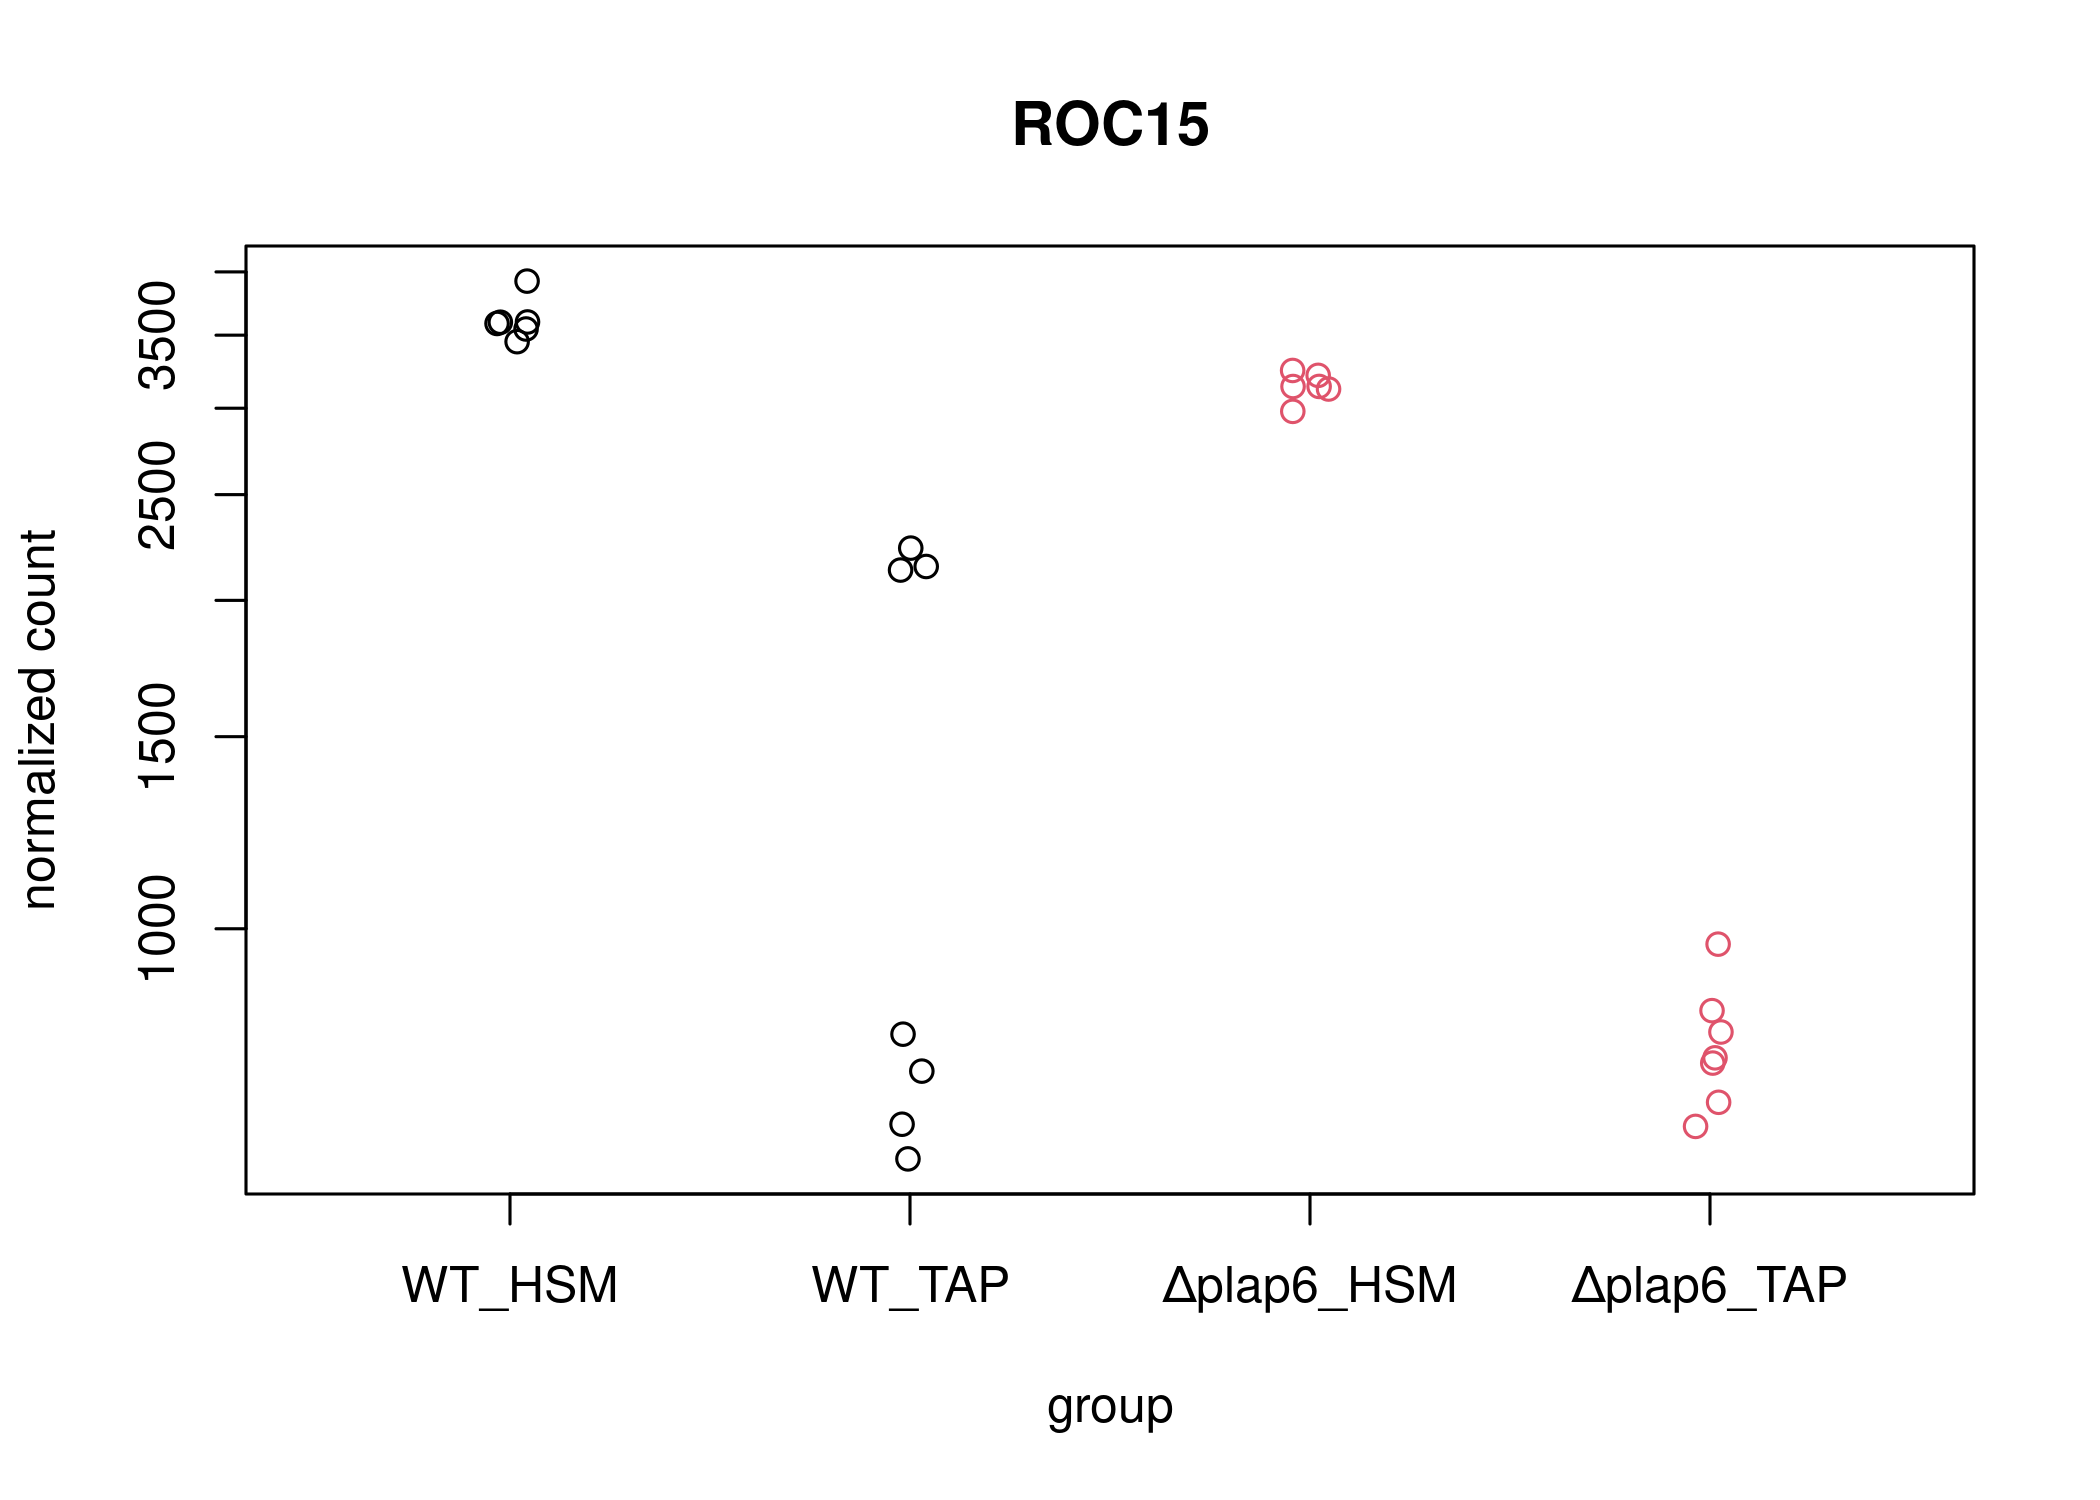 ROC15
normalized count
3500
2500
1500
1000
WT_HSM WT_TAP Δplap6_HSM Δplap6_TAP
group